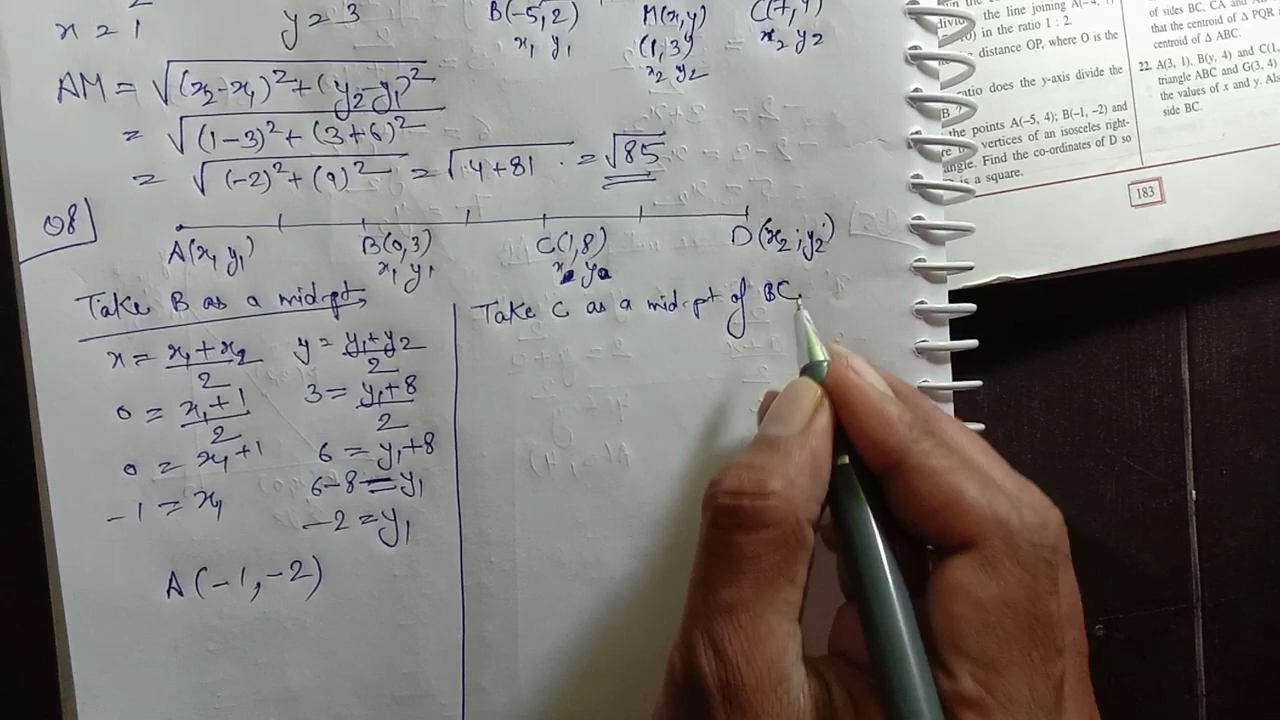 x = 1
y = 3
B(-5,2)
M(x,y)
x₁ y₁
(1,3)
x₂ y₂
x₂ y₂
AM = √(x₂-x₁)²+(y₂-y₁)²
= √(1-3)²+(3+6)²
= √(-2)²+(9)² = √4+81 = √85
Q8]
A(x₁ y₁)
B(0,3)
C(1,8)
D(x₂,y₂)
x₁ y₁
x₂ y₂
Take B as a mid-pt,
x = x₁+x₂/2
y = y₁+y₂/2
0 = x₁+1/2
3 = y₁+8/2
0 = x₁+1
6 = y₁+8
-1 = x₁
6-8 = y₁
-2 = y₁
A(-1,-2)
Take C as a mid-pt of BC
the line joining A(-4, 1)
in the ratio 1 : 2.
distance OP, where O is the
does the y-axis divide the
B ?
the points A(-5, 4); B(-1, -2) and
vertices of an isosceles right-
angle. Find the co-ordinates of D so
is a square.
of sides BC, CA and
that the centroid of Δ PQR
centroid of Δ ABC.
22. A(3, 1), B(y, 4) and C(1,
triangle ABC and G(3, 4)
the values of x and y. Also
side BC.
183